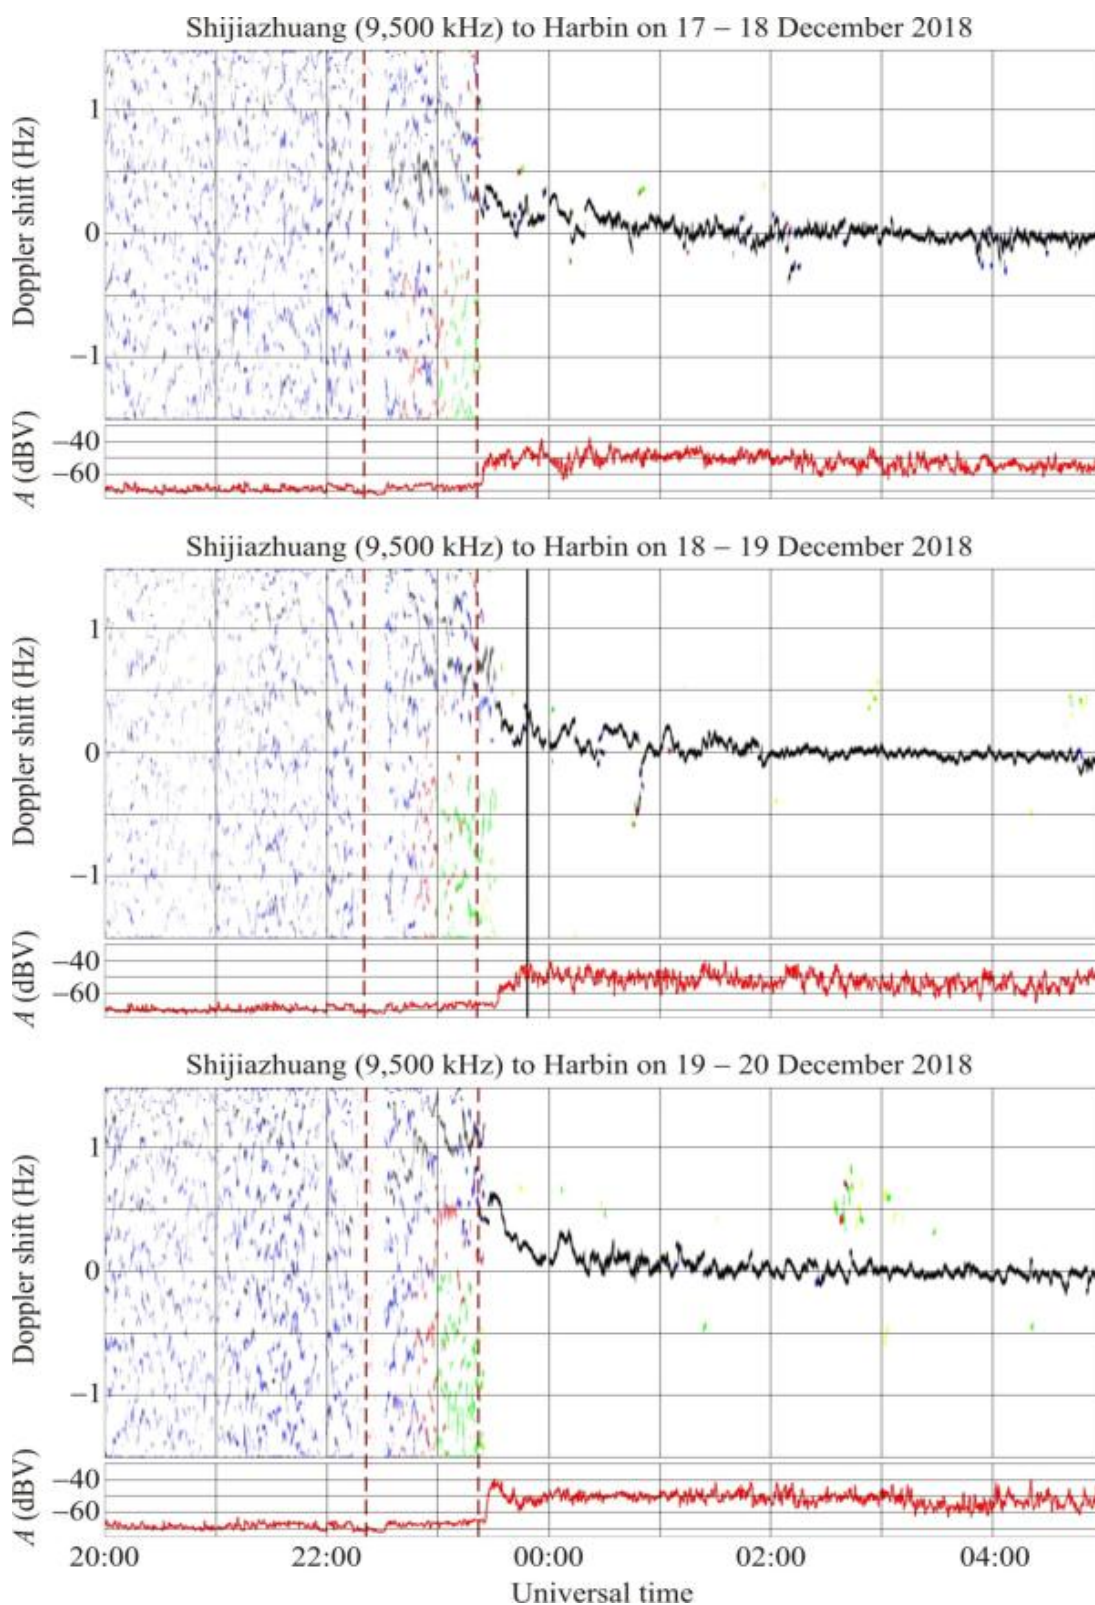 Shijiazhuang (9,500 kHz) to Harbin on 17 – 18 December 2018
Doppler shift (Hz)
1
0
–1
A (dBV)
–40
–60
Shijiazhuang (9,500 kHz) to Harbin on 18 – 19 December 2018
Doppler shift (Hz)
1
0
–1
A (dBV)
–40
–60
Shijiazhuang (9,500 kHz) to Harbin on 19 – 20 December 2018
Doppler shift (Hz)
1
0
–1
A (dBV)
–40
–60
20:00 22:00 00:00 02:00 04:00
Universal time